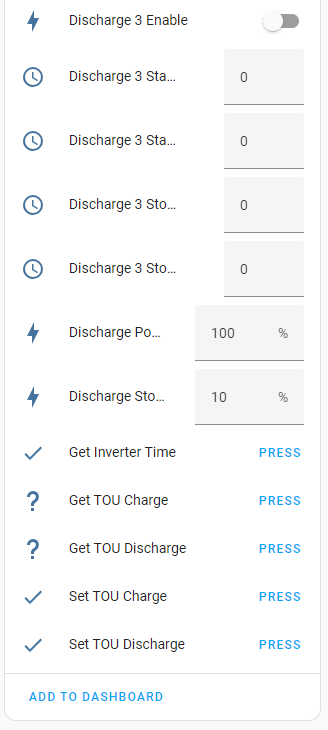 Discharge 3 Enable
Discharge 3 Sta... 0
Discharge 3 Sta... 0
Discharge 3 Sto... 0
Discharge 3 Sto... 0
Discharge Po... 100 %
Discharge Sto... 10 %
Get Inverter Time PRESS
Get TOU Charge PRESS
Get TOU Discharge PRESS
Set TOU Charge PRESS
Set TOU Discharge PRESS
ADD TO DASHBOARD